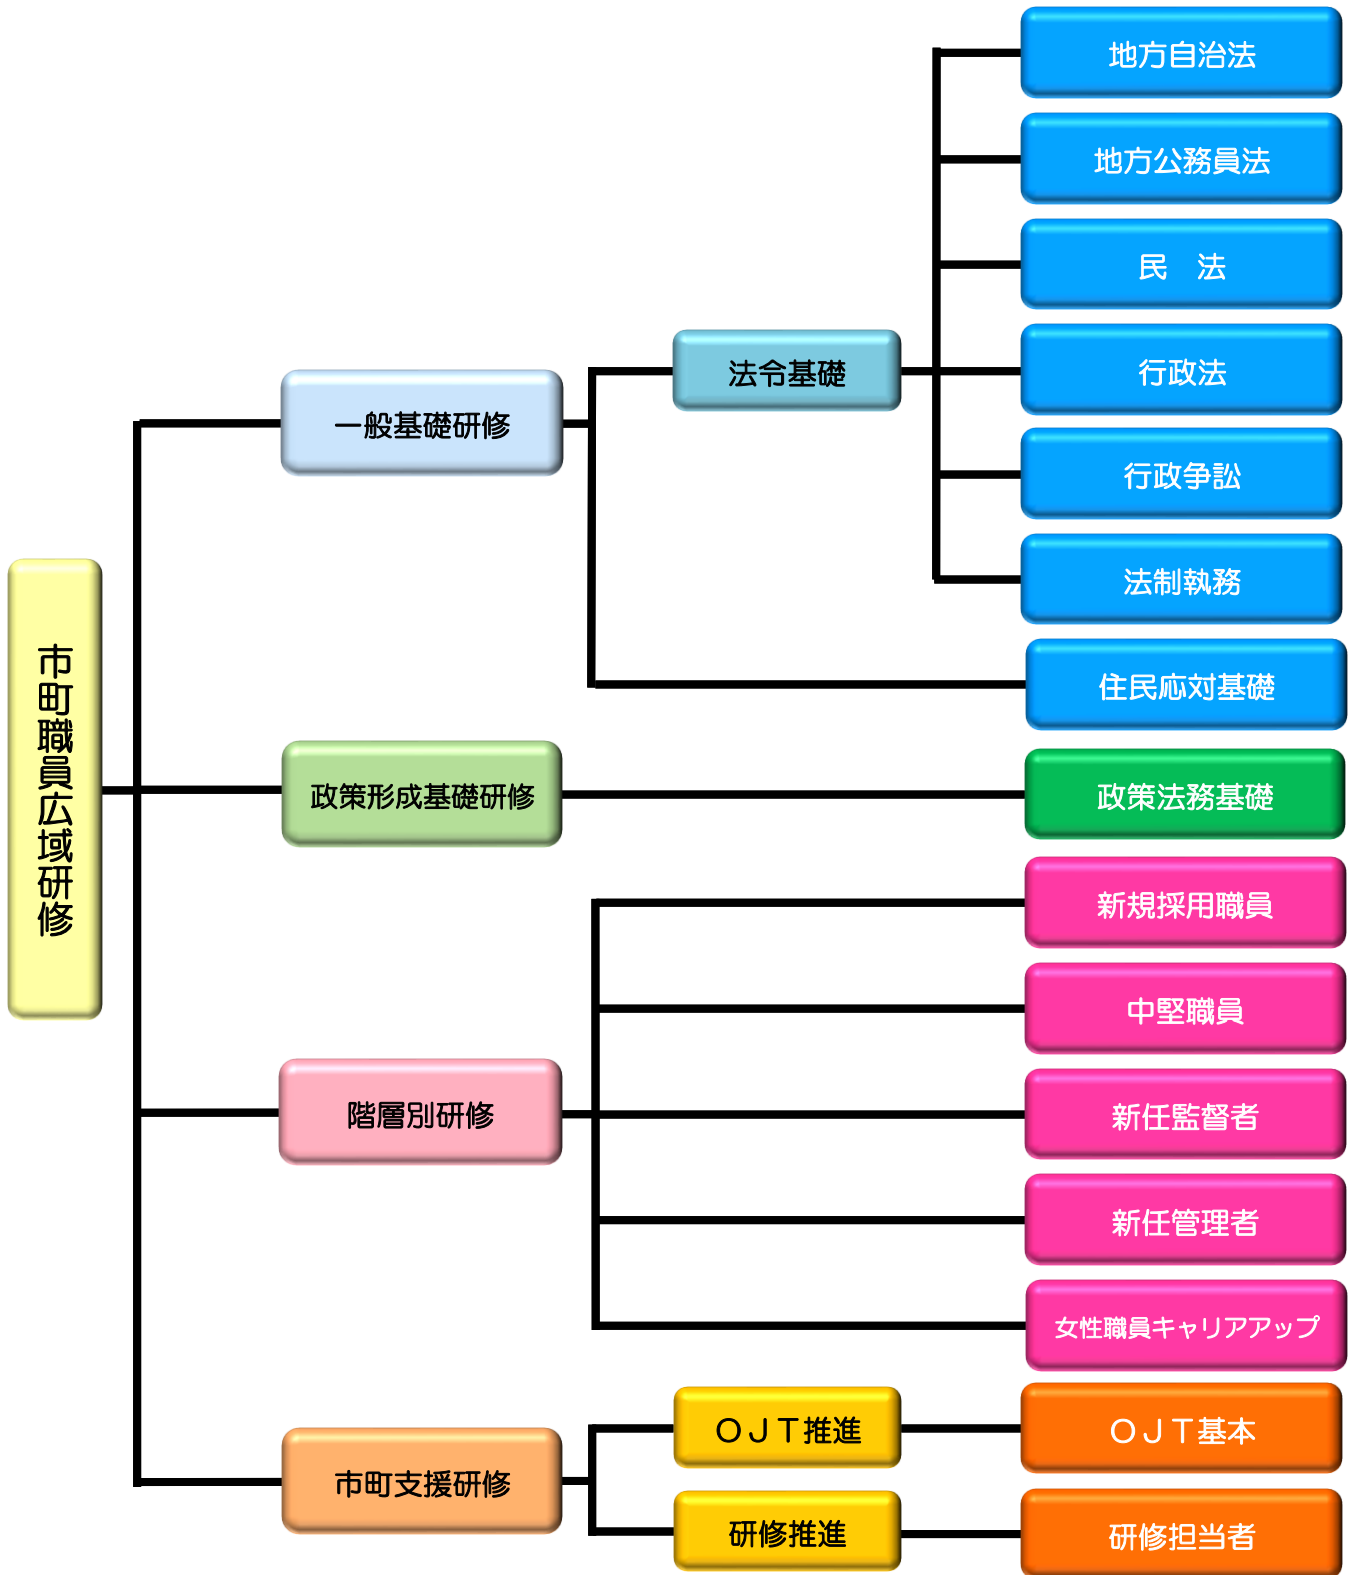 市町職員広域研修
一般基礎研修
法令基礎
地方自治法
地方公務員法
民　法
行政法
行政争訟
法制執務
住民応対基礎
政策形成基礎研修
政策法務基礎
階層別研修
新規採用職員
中堅職員
新任監督者
新任管理者
女性職員キャリアアップ
市町支援研修
ＯＪＴ推進
ＯＪＴ基本
研修推進
研修担当者